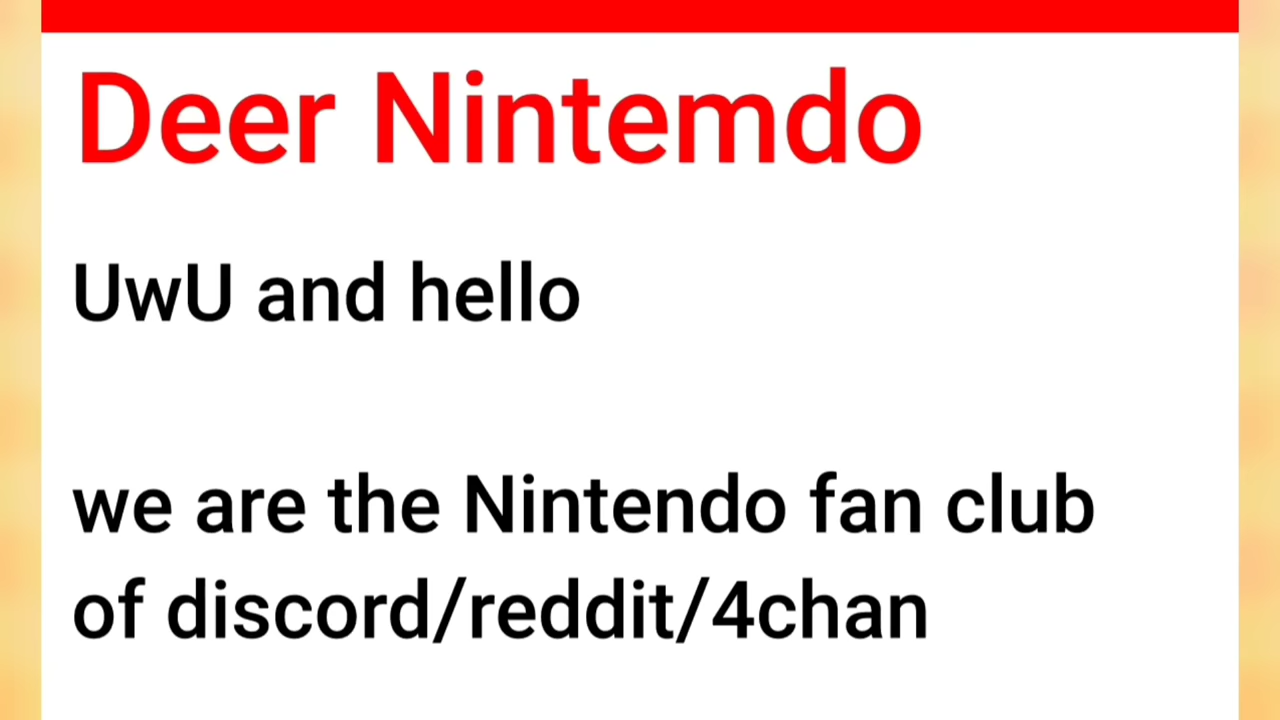 Deer Nintemdo
UwU and hello
we are the Nintendo fan club
of discord/reddit/4chan